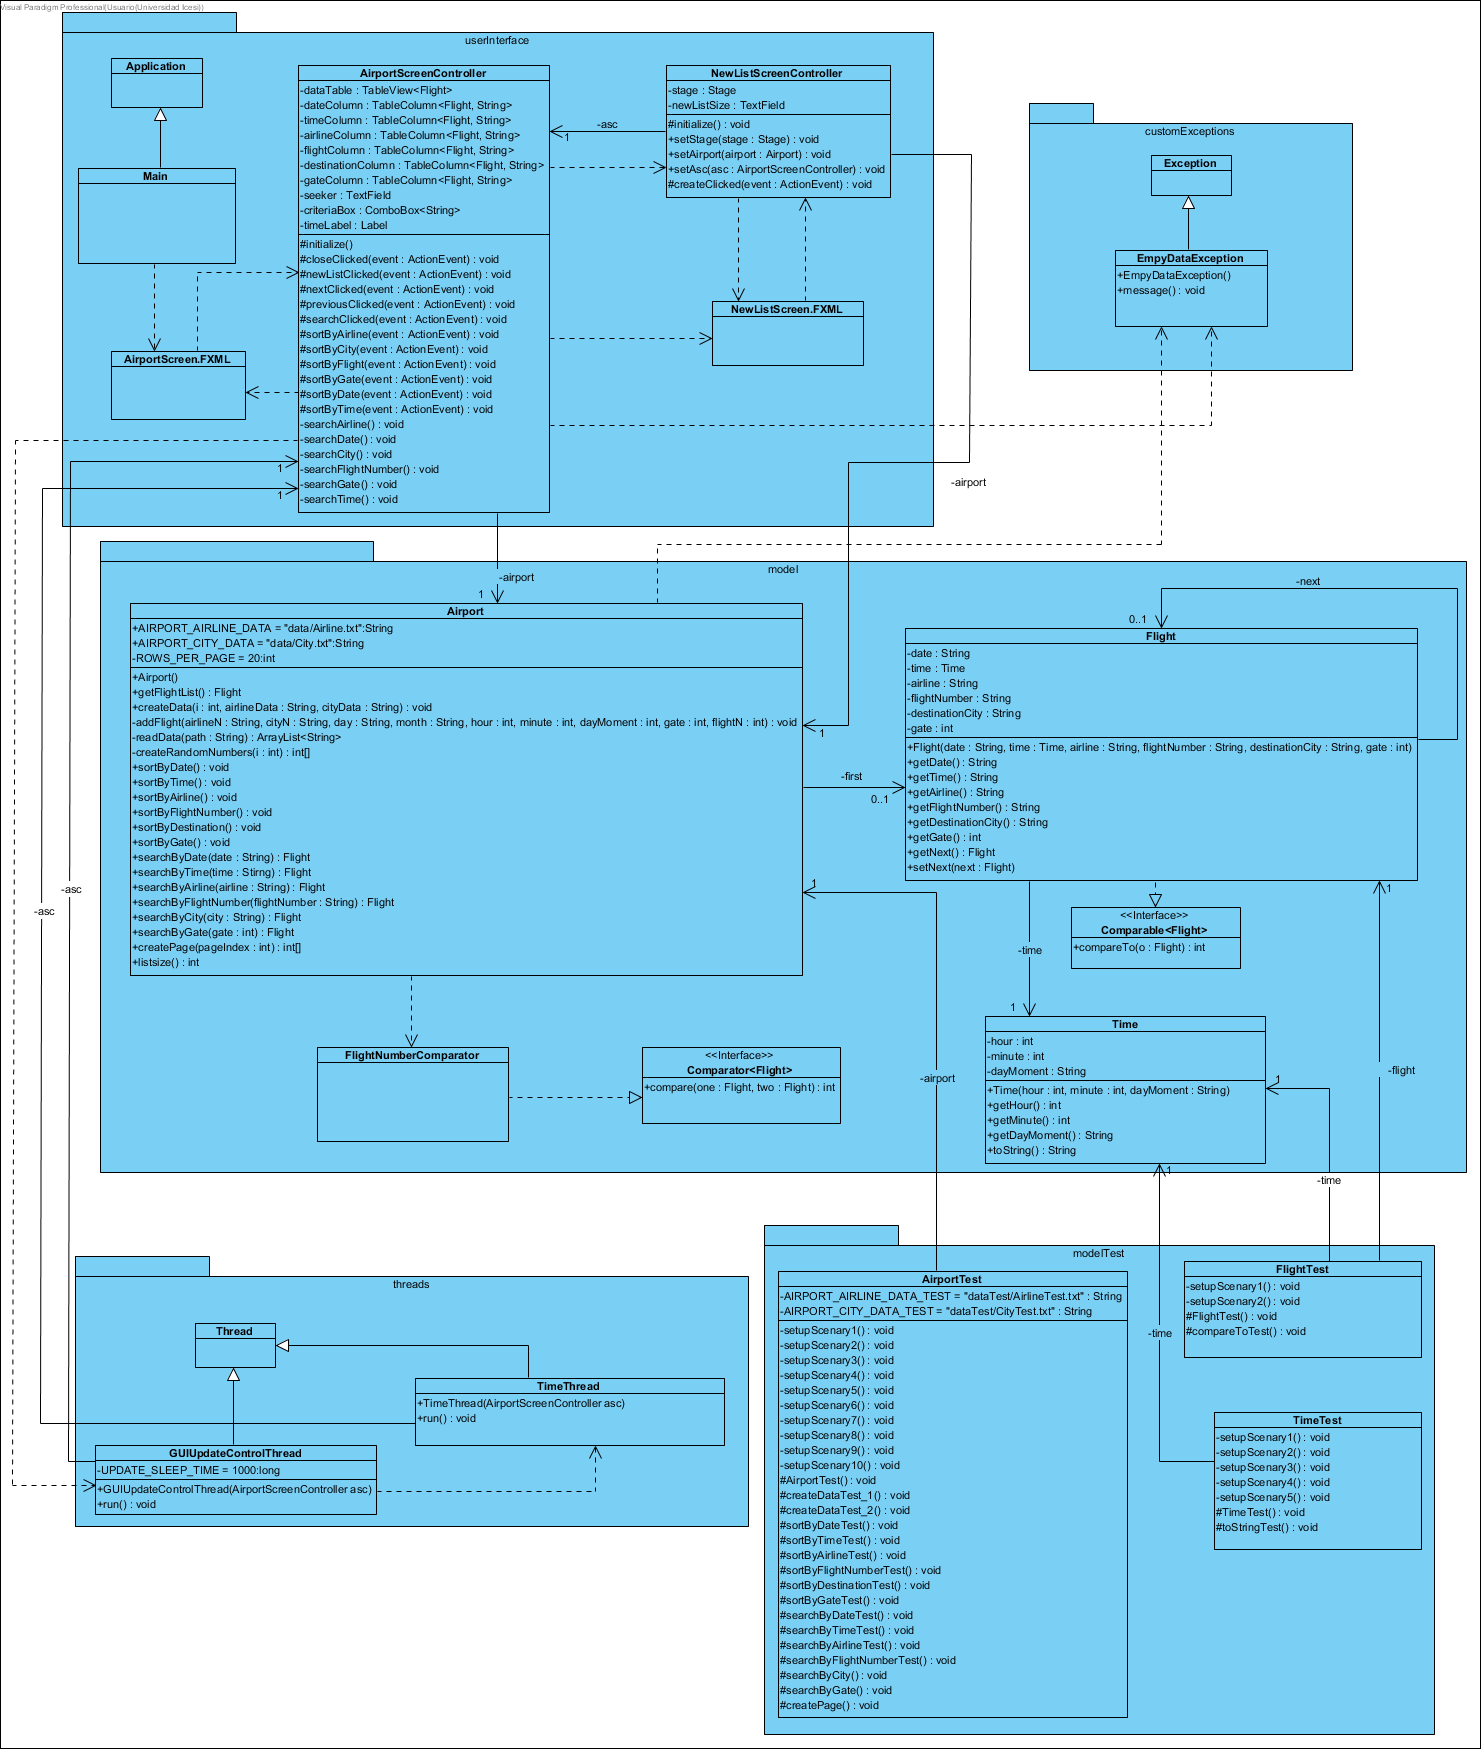 Visual Paradigm Professional(Usuario(Universidad Icesi))
userInterface
Application
Main
AirportScreen.FXML
AirportScreenController
-dataTable : TableView<Flight>
-dateColumn : TableColumn<Flight, String>
-timeColumn : TableColumn<Flight, String>
-airlineColumn : TableColumn<Flight, String>
-flightColumn : TableColumn<Flight, String>
-destinationColumn : TableColumn<Flight, String>
-gateColumn : TableColumn<Flight, String>
-seeker : TextField
-criteriaBox : ComboBox<String>
-timeLabel : Label
#initialize()
#closeClicked(event : ActionEvent) : void
#newListClicked(event : ActionEvent) : void
#nextClicked(event : ActionEvent) : void
#previousClicked(event : ActionEvent) : void
#searchClicked(event : ActionEvent) : void
#sortByAirline(event : ActionEvent) : void
#sortByCity(event : ActionEvent) : void
#sortByFlight(event : ActionEvent) : void
#sortByGate(event : ActionEvent) : void
#sortByDate(event : ActionEvent) : void
#sortByTime(event : ActionEvent) : void
-searchAirline() : void
-searchDate() : void
-searchCity() : void
-searchFlightNumber() : void
-searchGate() : void
-searchTime() : void
1
1
-asc
1
NewListScreenController
-stage : Stage
-newListSize : TextField
#initialize() : void
+setStage(stage : Stage) : void
+setAirport(airport : Airport) : void
+setAsc(asc : AirportScreenController) : void
#createClicked(event : ActionEvent) : void
NewListScreen.FXML
customExceptions
Exception
EmpyDataException
+EmpyDataException()
+message() : void
-airport
model
-airport
1
Airport
+AIRPORT_AIRLINE_DATA = "data/Airline.txt":String
+AIRPORT_CITY_DATA = "data/City.txt":String
-ROWS_PER_PAGE = 20:int
+Airport()
+getFlightList() : Flight
+createData(i : int, airlineData : String, cityData : String) : void
-addFlight(airlineN : String, cityN : String, day : String, month : String, hour : int, minute : int, dayMoment : int, gate : int, flightN : int) : void
-readData(path : String) : ArrayList<String>
-createRandomNumbers(i : int) : int[]
+sortByDate() : void
+sortByTime() : void
+sortByAirline() : void
+sortByFlightNumber() : void
+sortByDestination() : void
+sortByGate() : void
+searchByDate(date : String) : Flight
+searchByTime(time : Stirng) : Flight
+searchByAirline(airline : String) : Flight
+searchByFlightNumber(flightNumber : String) : Flight
+searchByCity(city : String) : Flight
+searchByGate(gate : int) : Flight
+createPage(pageIndex : int) : int[]
+listsize() : int
1
-first
0..1
1
-next
0..1
Flight
-date : String
-time : Time
-airline : String
-flightNumber : String
-destinationCity : String
-gate : int
+Flight(date : String, time : Time, airline : String, flightNumber : String, destinationCity : String, gate : int)
+getDate() : String
+getTime() : String
+getAirline() : String
+getFlightNumber() : String
+getDestinationCity() : String
+getGate() : int
+getNext() : Flight
+setNext(next : Flight)
1
<<Interface>>
Comparable<Flight>
+compareTo(o : Flight) : int
-time
1
Time
-hour : int
-minute : int
-dayMoment : String
+Time(hour : int, minute : int, dayMoment : String)
+getHour() : int
+getMinute() : int
+getDayMoment() : String
+toString() : String
1
1
FlightNumberComparator
<<Interface>>
Comparator<Flight>
+compare(one : Flight, two : Flight) : int
-airport
-flight
-time
-time
-asc
-asc
threads
Thread
TimeThread
+TimeThread(AirportScreenController asc)
+run() : void
GUIUpdateControlThread
-UPDATE_SLEEP_TIME = 1000:long
+GUIUpdateControlThread(AirportScreenController asc)
+run() : void
modelTest
AirportTest
-AIRPORT_AIRLINE_DATA_TEST = "dataTest/AirlineTest.txt" : String
-AIRPORT_CITY_DATA_TEST = "dataTest/CityTest.txt" : String
-setupScenary1() : void
-setupScenary2() : void
-setupScenary3() : void
-setupScenary4() : void
-setupScenary5() : void
-setupScenary6() : void
-setupScenary7() : void
-setupScenary8() : void
-setupScenary9() : void
-setupScenary10() : void
#AirportTest() : void
#createDataTest_1() : void
#createDataTest_2() : void
#sortByDateTest() : void
#sortByTimeTest() : void
#sortByAirlineTest() : void
#sortByFlightNumberTest() : void
#sortByDestinationTest() : void
#sortByGateTest() : void
#searchByDateTest() : void
#searchByTimeTest() : void
#searchByAirlineTest() : void
#searchByFlightNumberTest() : void
#searchByCity() : void
#searchByGate() : void
#createPage() : void
FlightTest
-setupScenary1() : void
-setupScenary2() : void
#FlightTest() : void
#compareToTest() : void
TimeTest
-setupScenary1() : void
-setupScenary2() : void
-setupScenary3() : void
-setupScenary4() : void
-setupScenary5() : void
#TimeTest() : void
#toStringTest() : void